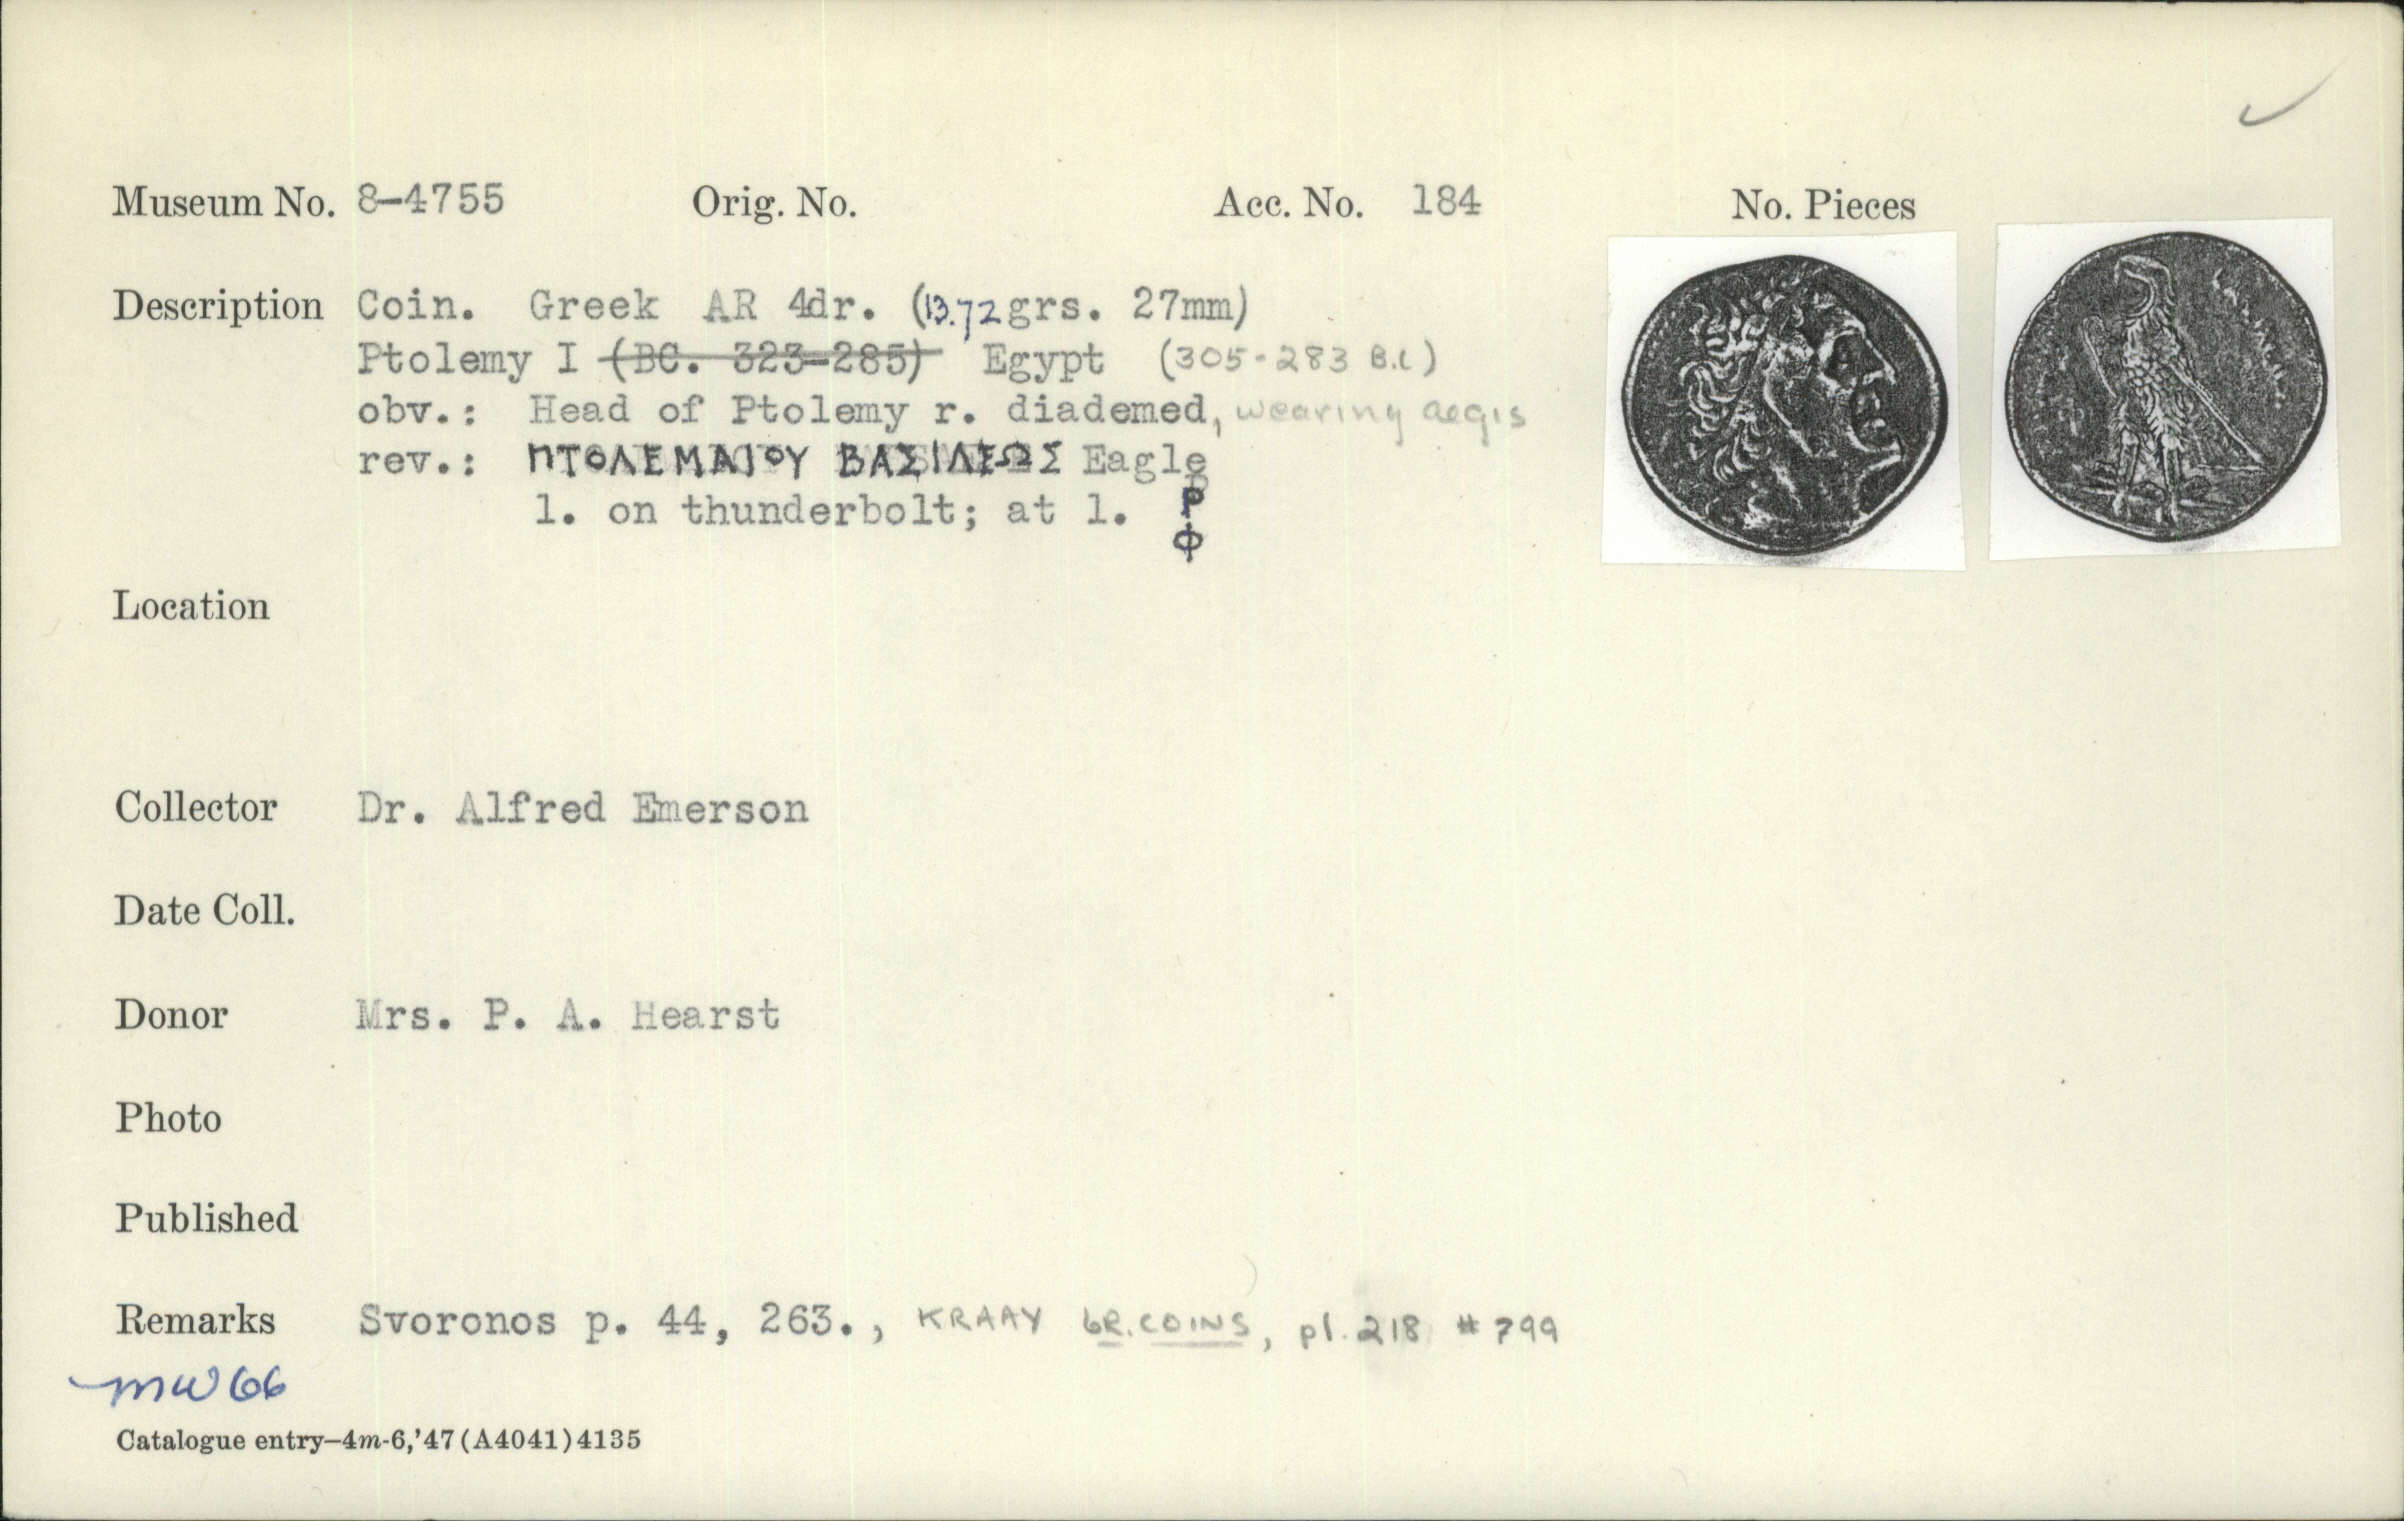 Museum No. 8-4755 Orig. No. Acc. No. 184 No. Pieces
Description Coin. Greek AR 4dr. (13.72 grs. 27mm)
Ptolemy I (BC. 323-285) Egypt (305-283 B.C)
obv.: Head of Ptolemy r. diademed, wearing aegis
rev.: ΠΤΟΛΕΜΑΙΟΥ ΒΑΣΙΛΕΩΣ Eagle
l. on thunderbolt; at l. P
Φ
Location
Collector Dr. Alfred Emerson
Date Coll.
Donor Mrs. P. A. Hearst
Photo
Published
Remarks Svoronos p. 44, 263., KRAAY GR. COINS, pl. 218 #799
mw 66
Catalogue entry—4m-6,'47 (A4041) 4135